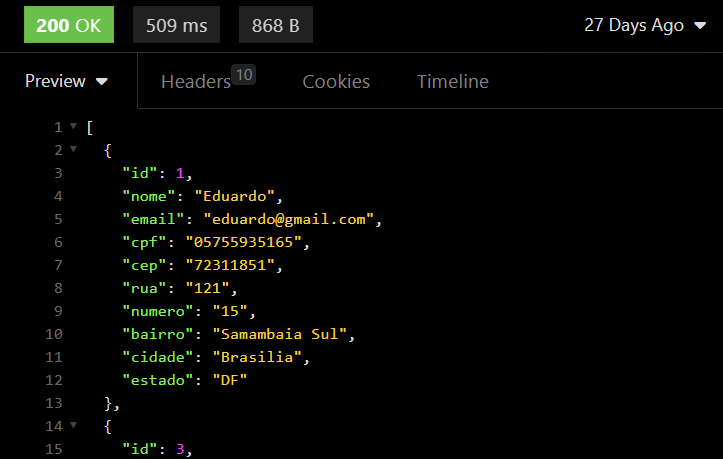 200 OK 509 ms 868 B 27 Days Ago
Preview Headers 10 Cookies Timeline
1 [
2 {
3 "id": 1,
4 "nome": "Eduardo",
5 "email": "eduardo@gmail.com",
6 "cpf": "05755935165",
7 "cep": "72311851",
8 "rua": "121",
9 "numero": "15",
10 "bairro": "Samambaia Sul",
11 "cidade": "Brasilia",
12 "estado": "DF"
13 },
14 {
15 "id": 3,